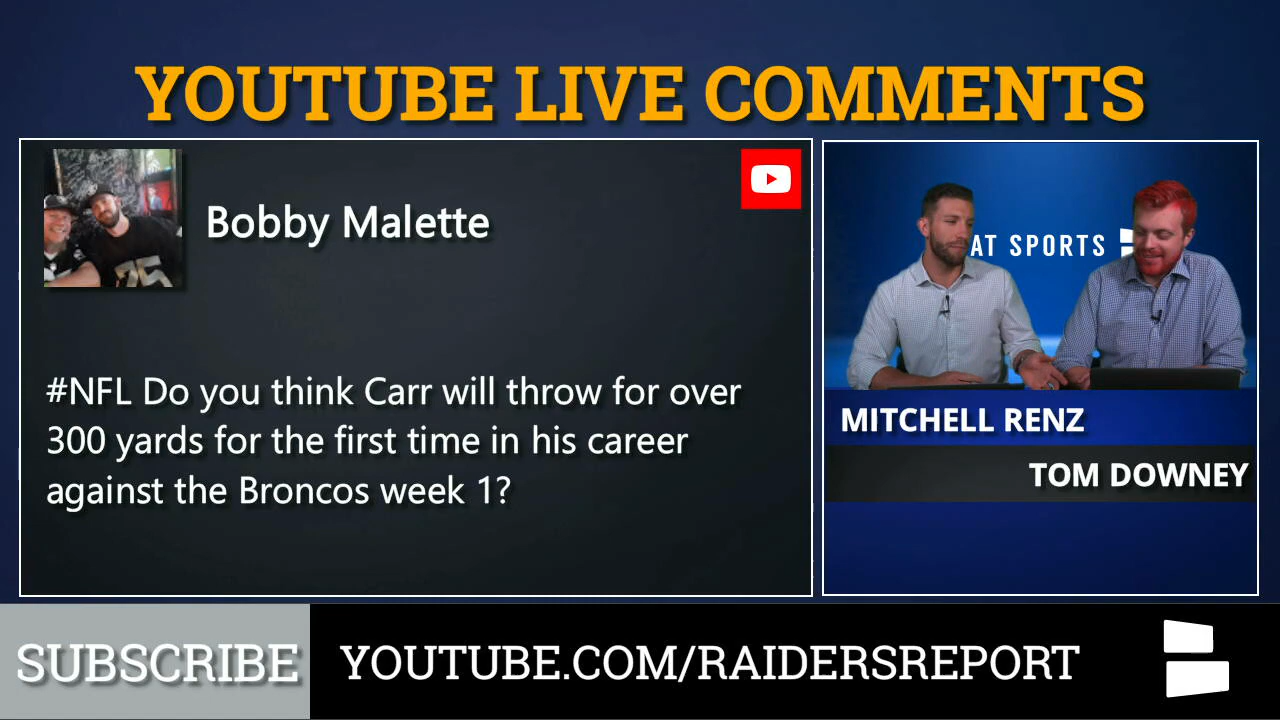 YOUTUBE LIVE COMMENTS
Bobby Malette
#NFL Do you think Carr will throw for over
300 yards for the first time in his career
against the Broncos week 1?
AT SPORTS
MITCHELL RENZ
TOM DOWNEY
SUBSCRIBE
YOUTUBE.COM/RAIDERSREPORT
75